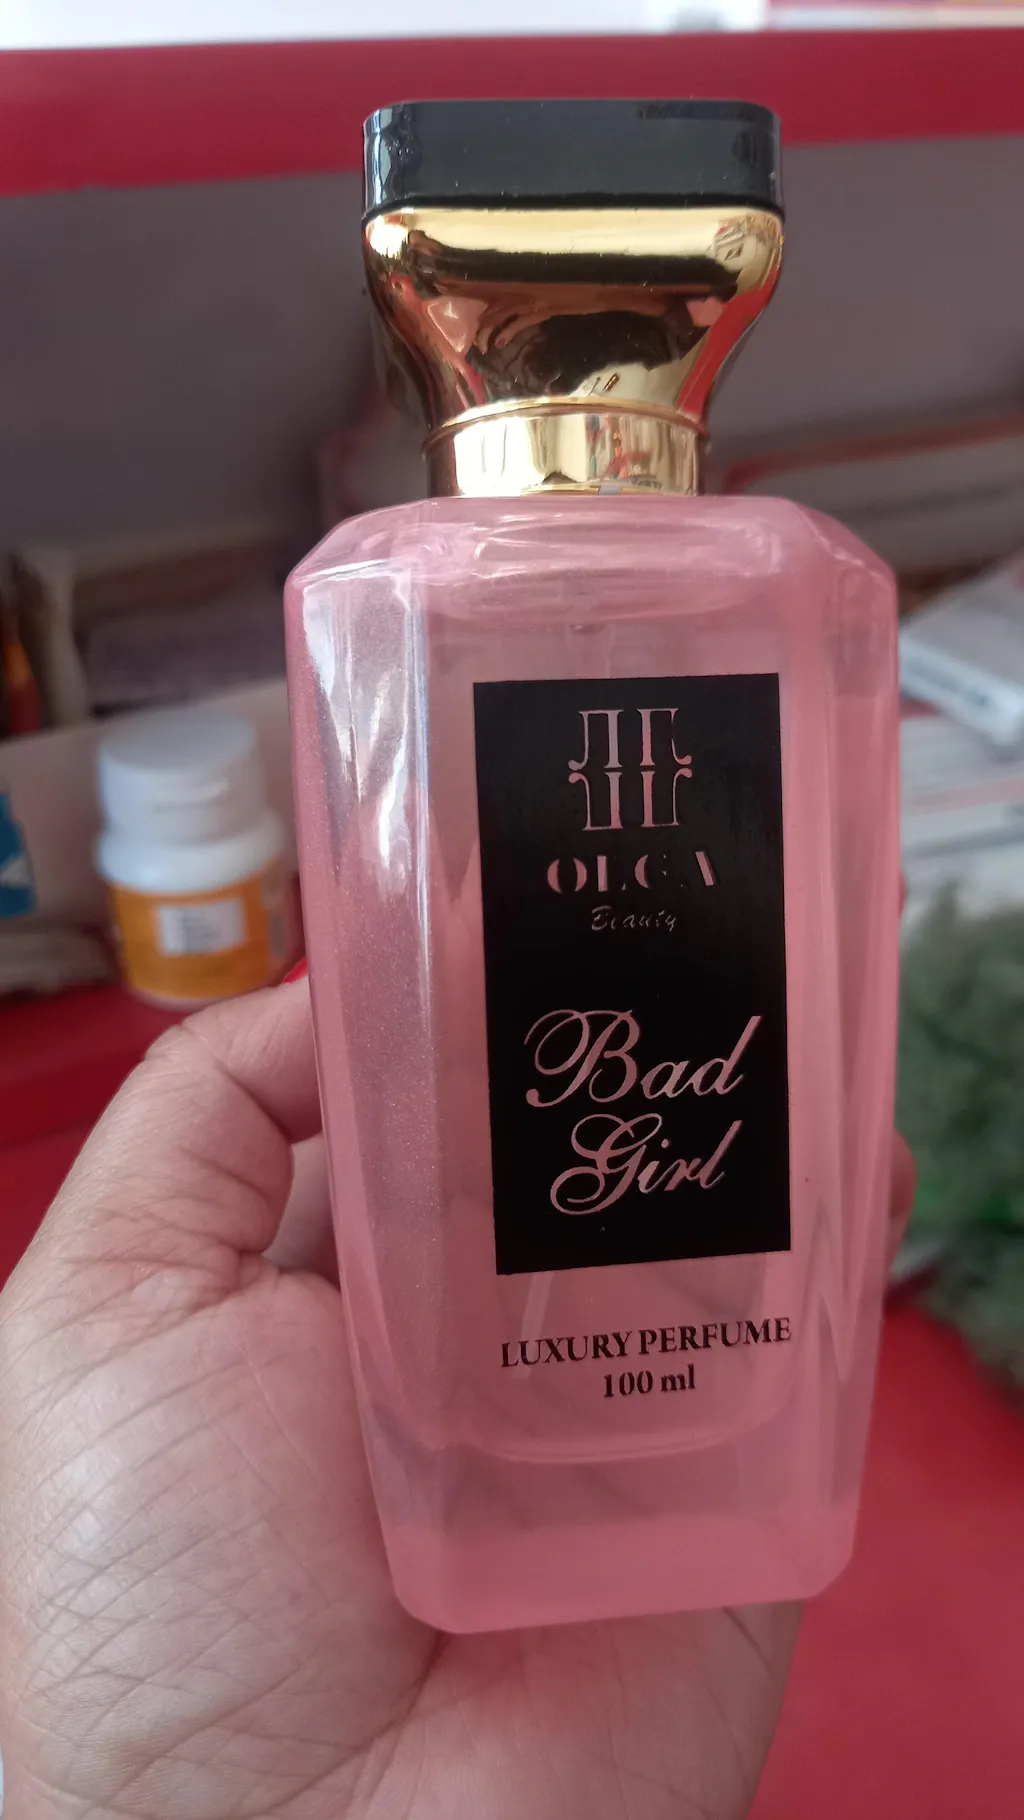 OLGA
Beauty
Bad
Girl
LUXURY PERFUME
100 ml